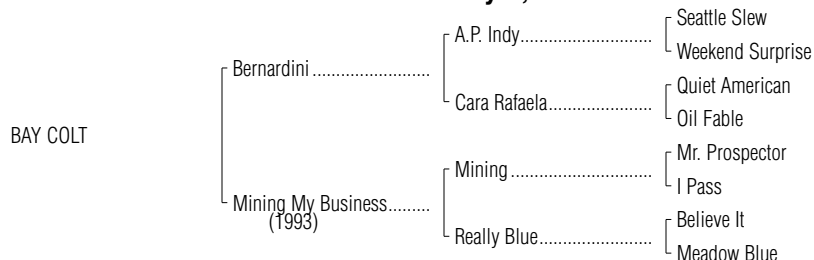 Seattle Slew
A.P. Indy..............................
Weekend Surprise
Bernardini ..........................
Quiet American
Cara Rafaela.......................
Oil Fable
BAY COLT
Mr. Prospector
Mining ...............................
I Pass
Mining My Business.........
(1993)
Believe It
Really Blue.........................
Meadow Blue